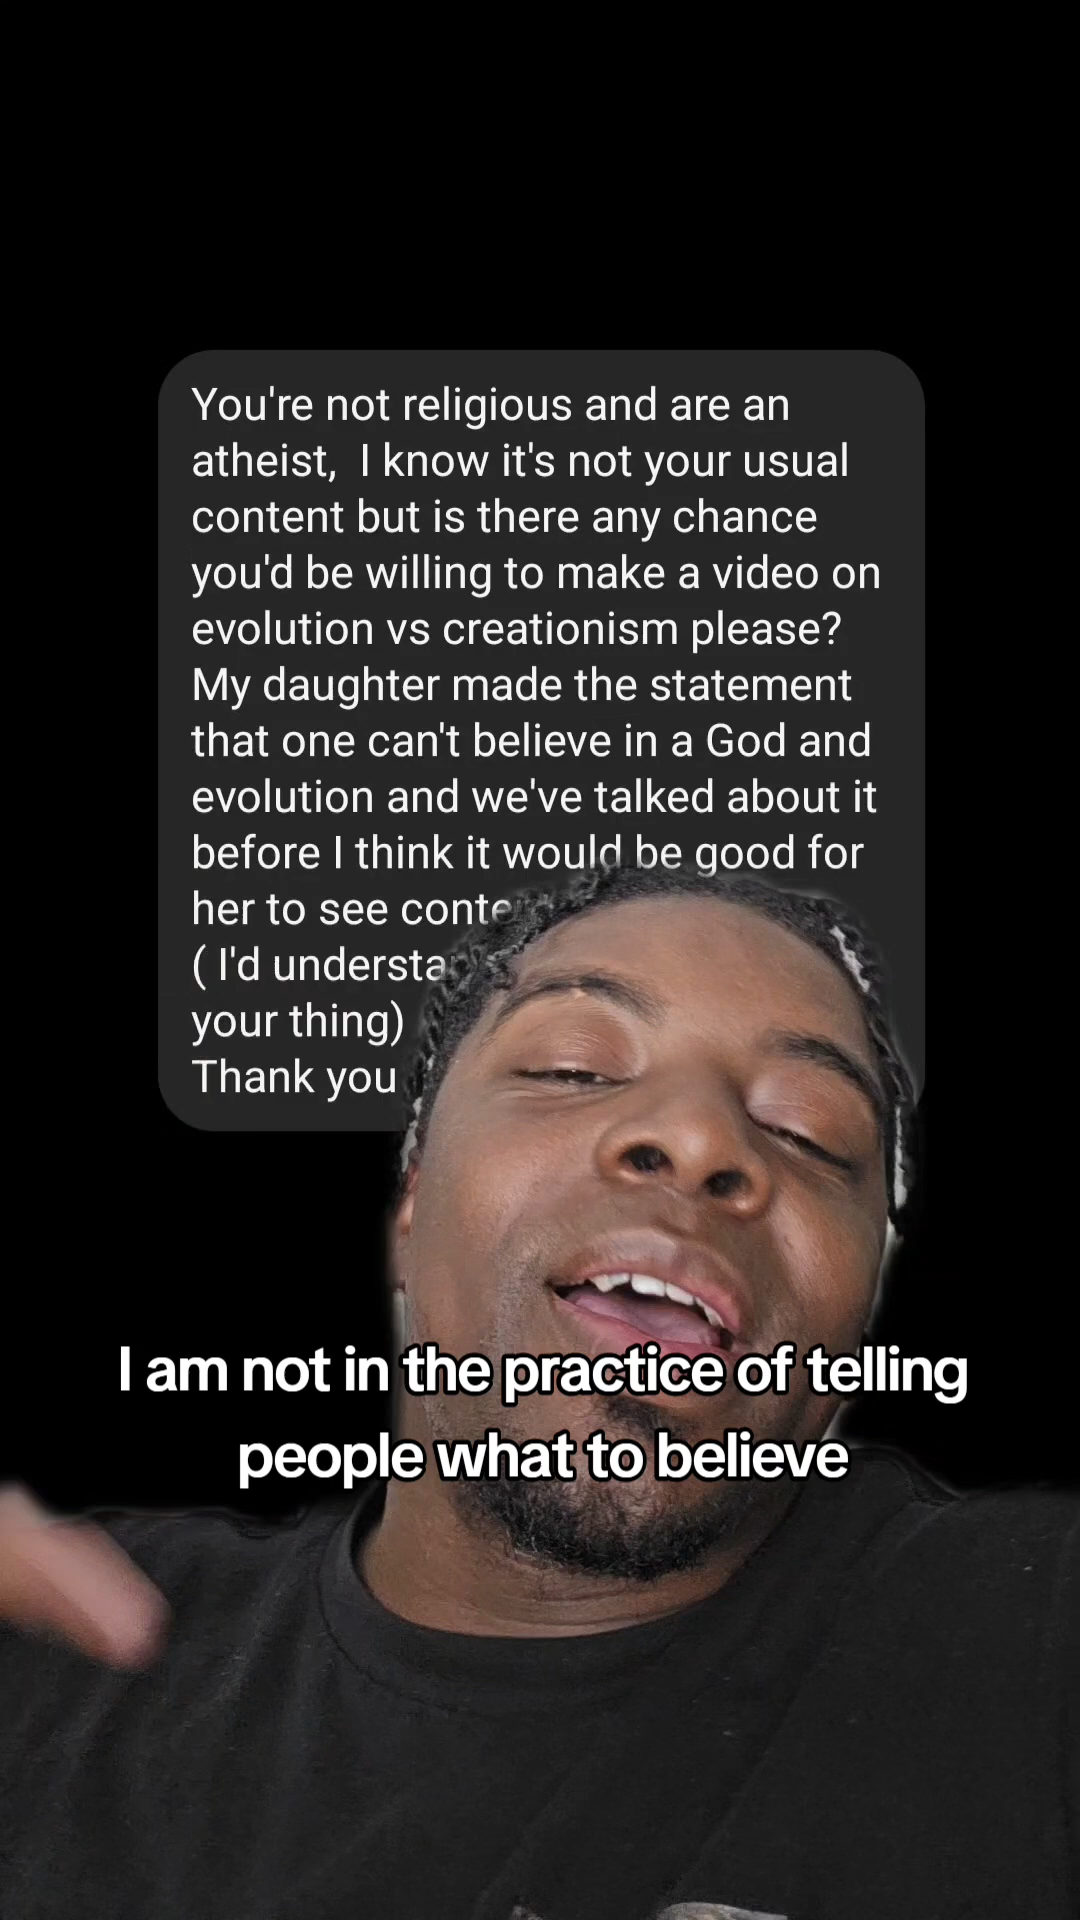 You're not religious and are an
atheist,  I know it's not your usual
content but is there any chance
you'd be willing to make a video on
evolution vs creationism please?
My daughter made the statement
that one can't believe in a God and
evolution and we've talked about it
before I think it would be good for
her to see
( I'd
your thing)
Thank you
I am not in the practice of telling
people what to believe